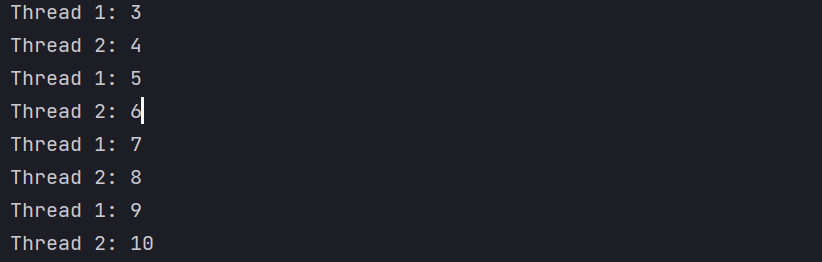 Thread 1: 3
Thread 2: 4
Thread 1: 5
Thread 2: 6
Thread 1: 7
Thread 2: 8
Thread 1: 9
Thread 2: 10